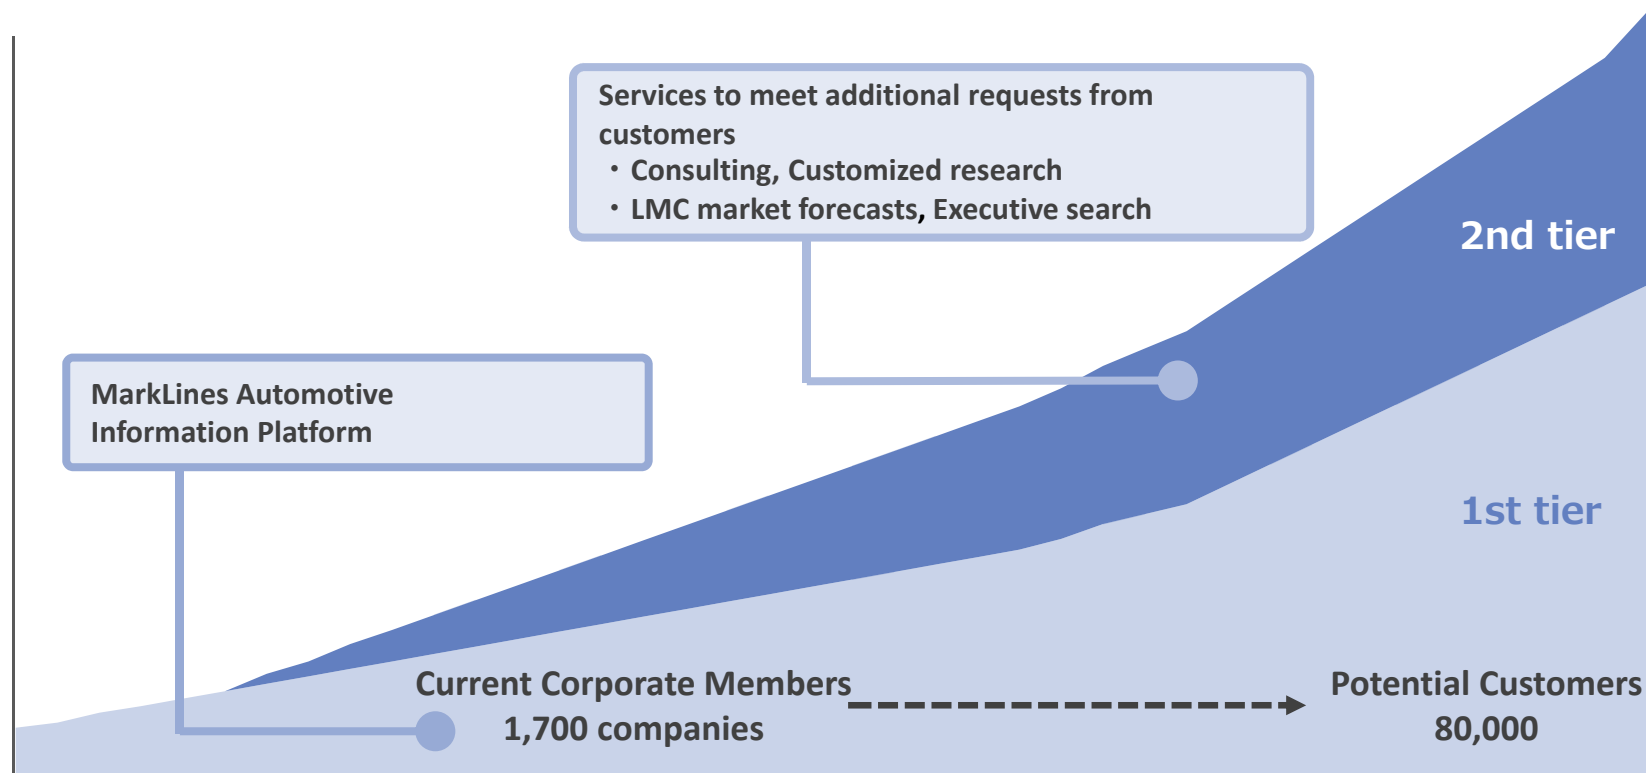 Services to meet additional requests from
customers
・Consulting, Customized research
・LMC market forecasts, Executive search
2nd tier
MarkLines Automotive
Information Platform
1st tier
Current Corporate Members
1,700 companies
Potential Customers
80,000